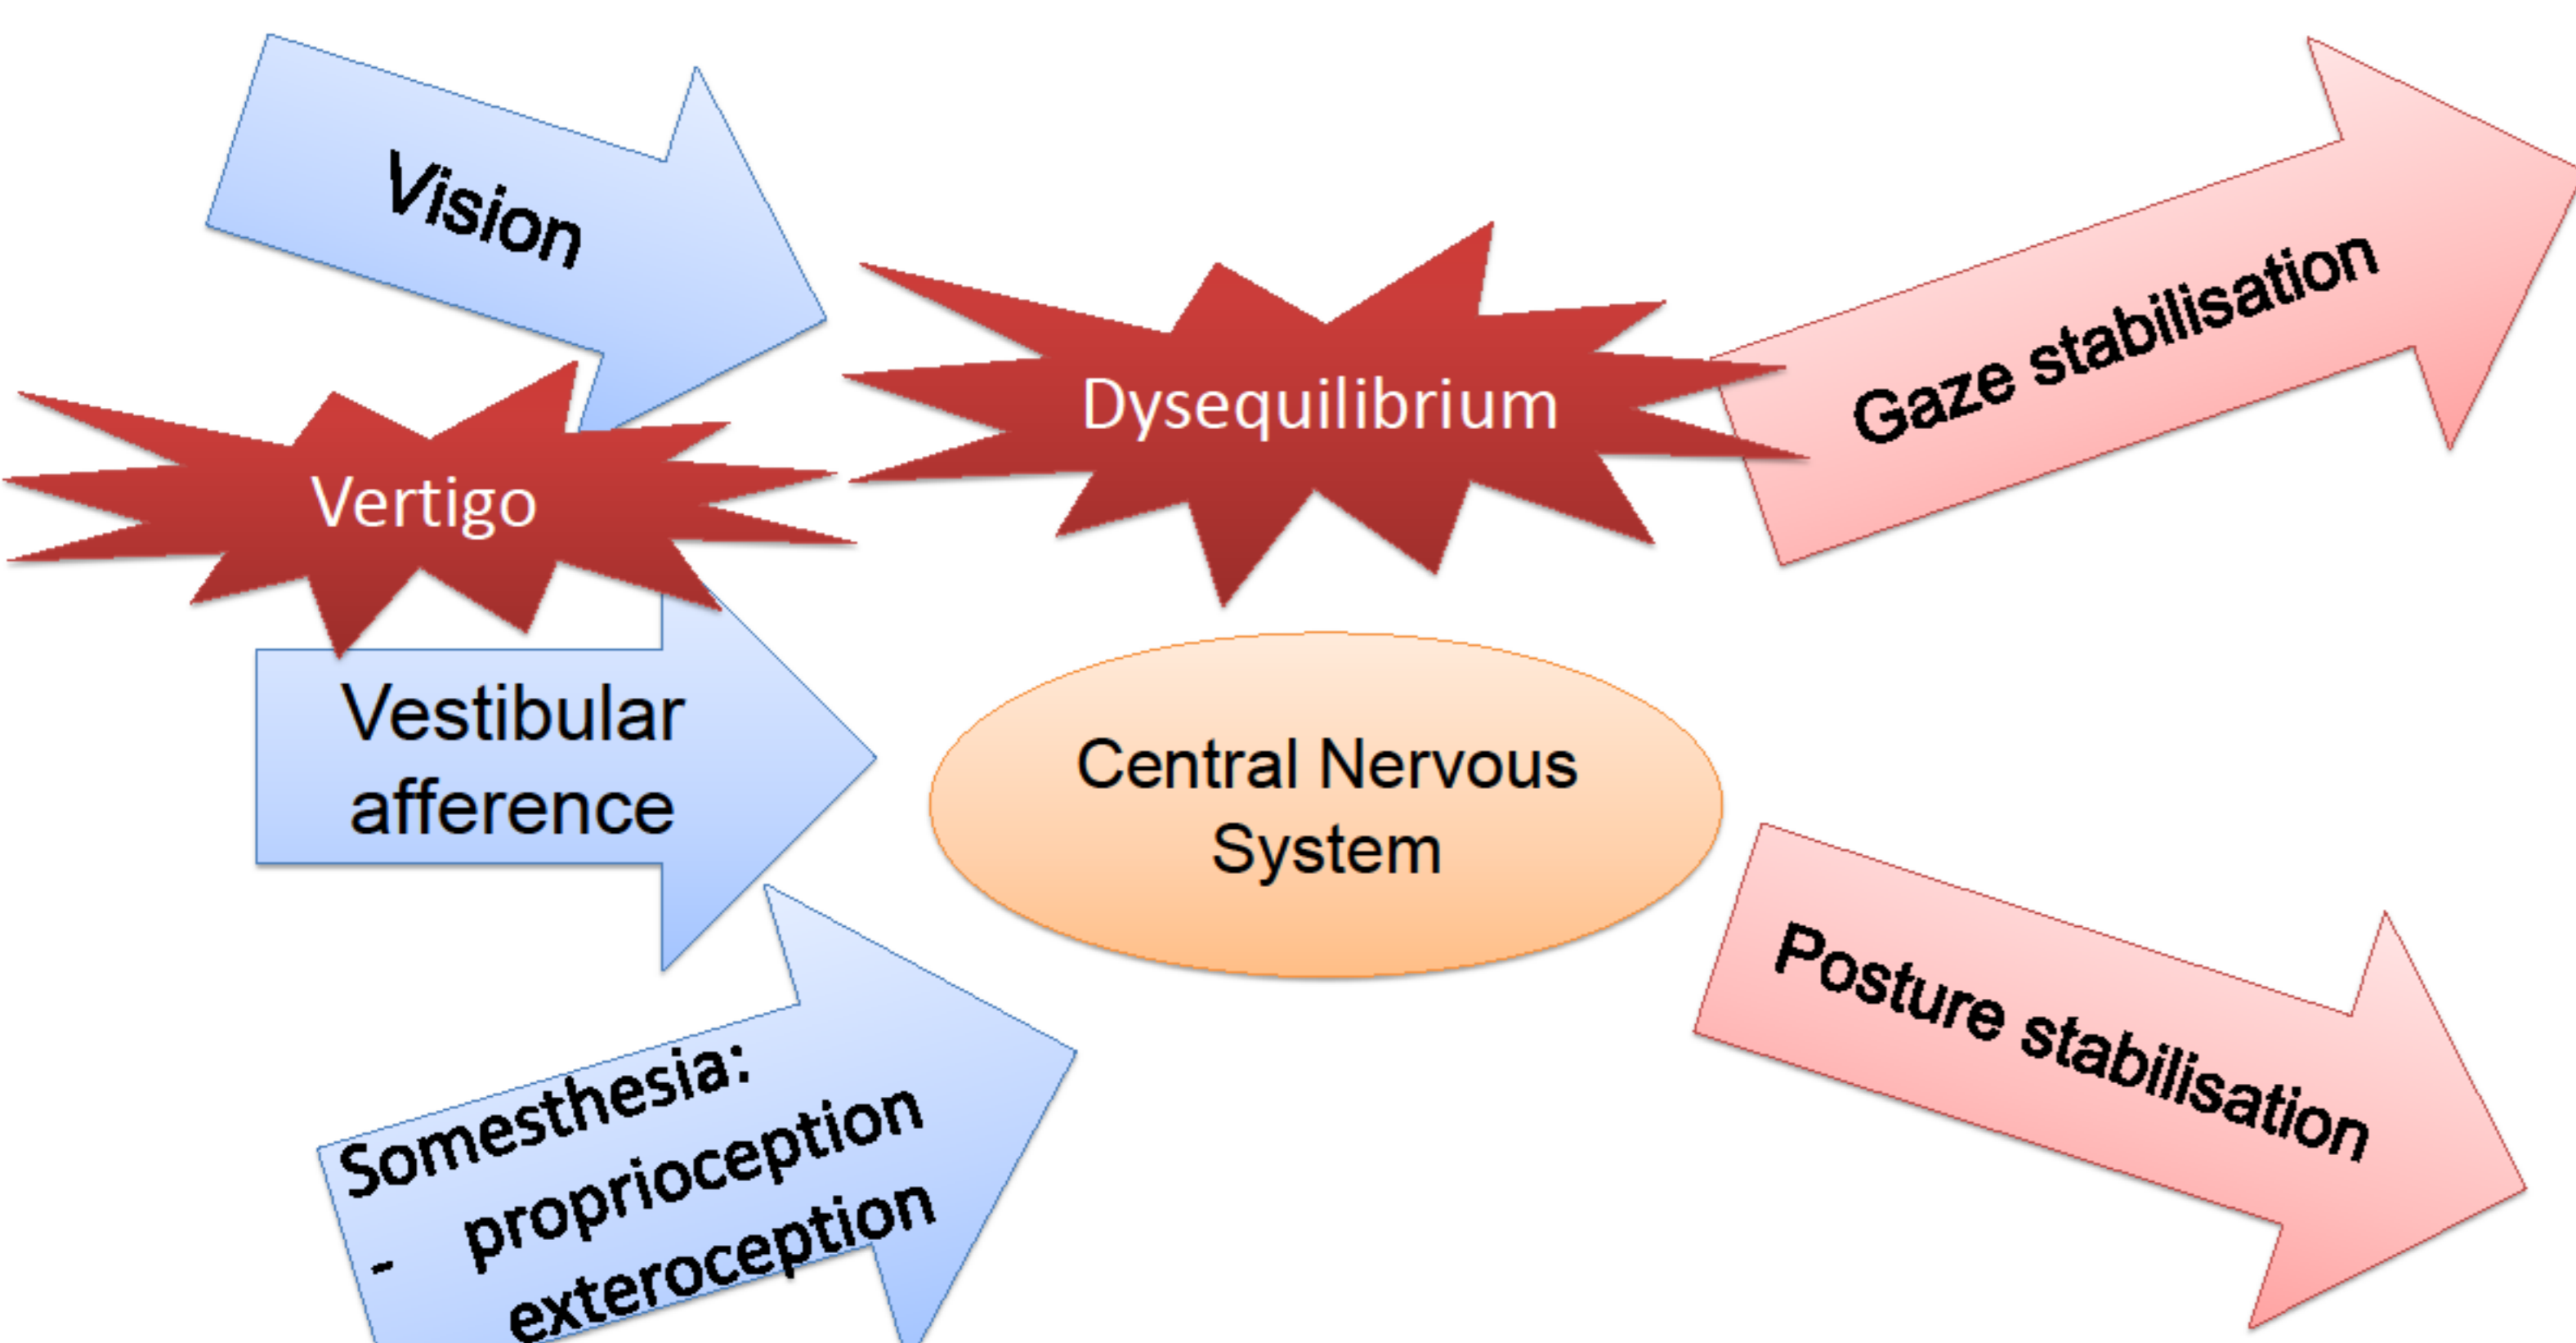 Vision
Vertigo
Vestibular
afference
Somesthesia:
- proprioception
exteroception
Dysequilibrium
Central Nervous
System
Gaze stabilisation
Posture stabilisation